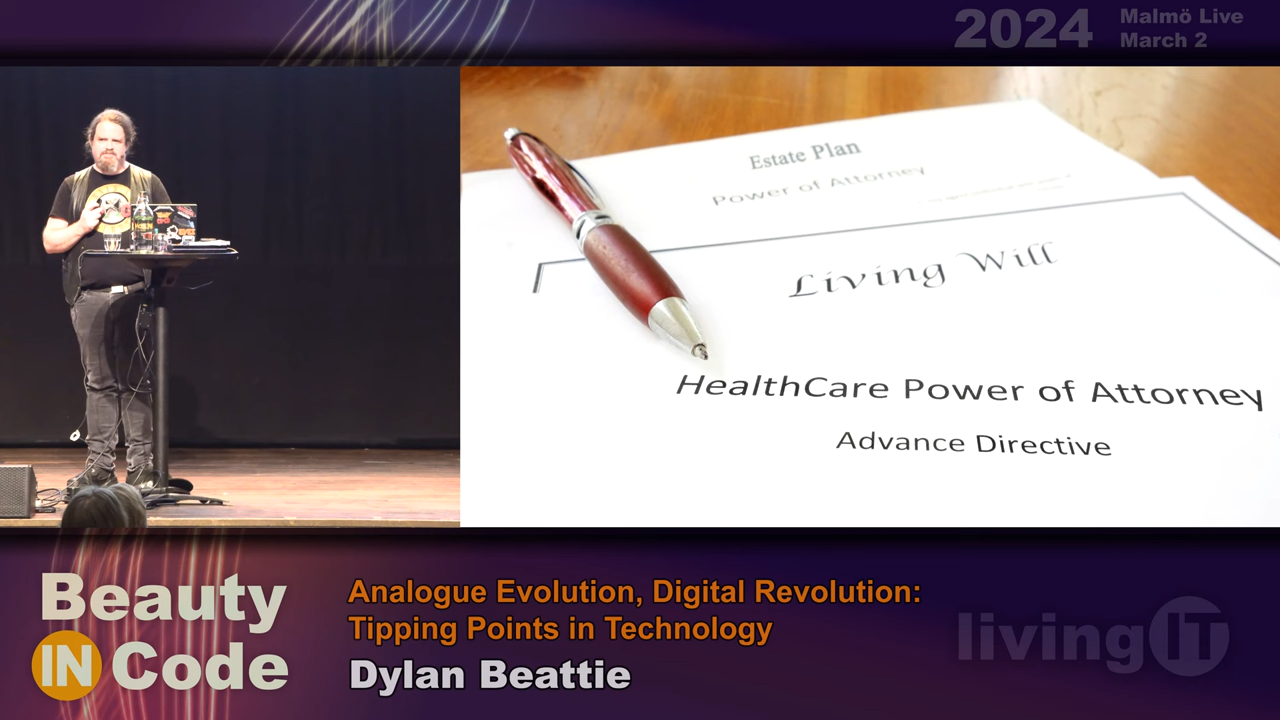 2024
Malmö Live
March 2
Estate Plan
Power of Attorney
Living Will
HealthCare Power of Attorney
Advance Directive
Beauty
IN Code
Analogue Evolution, Digital Revolution:
Tipping Points in Technology
Dylan Beattie
livingIT